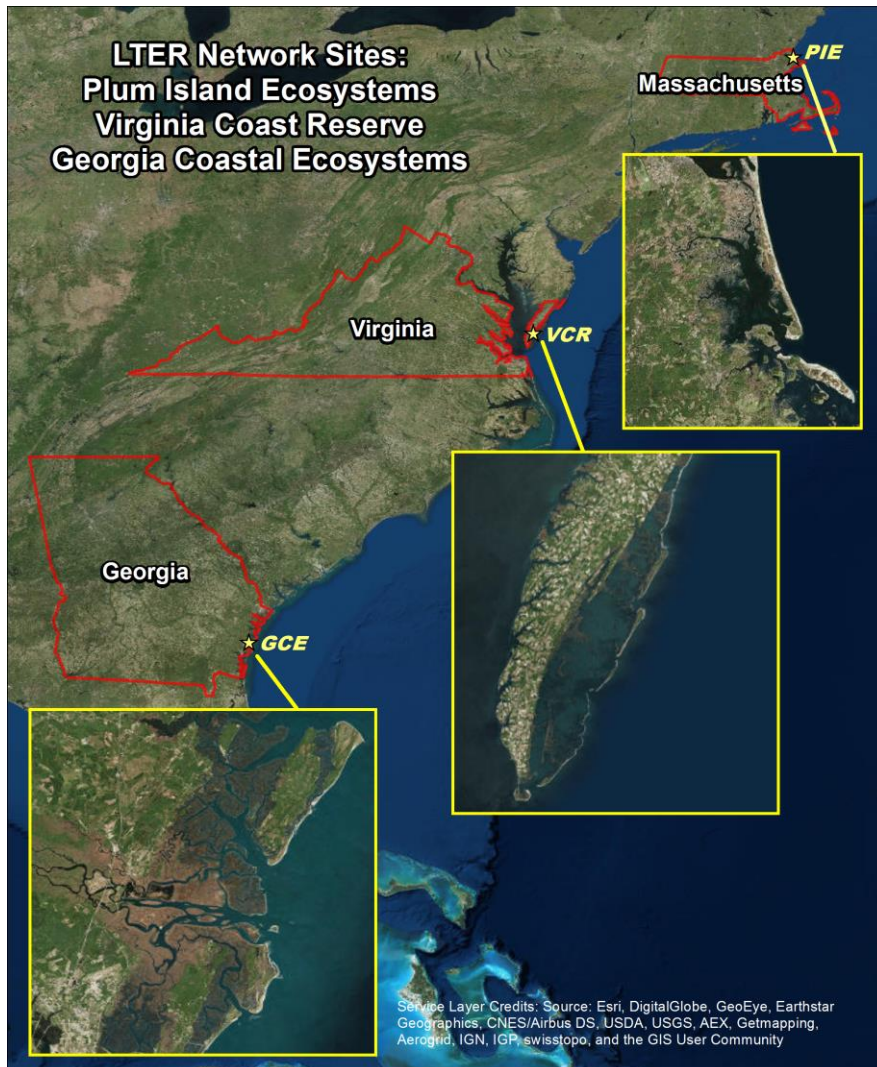 LTER Network Sites:
Plum Island Ecosystems
Virginia Coast Reserve
Georgia Coastal Ecosystems
PIE
Massachusetts
Virginia
VCR
Georgia
GCE
Service Layer Credits: Source: Esri, DigitalGlobe, GeoEye, Earthstar
Geographics, CNES/Airbus DS, USDA, USGS, AEX, Getmapping,
Aerogrid, IGN, IGP, swisstopo, and the GIS User Community